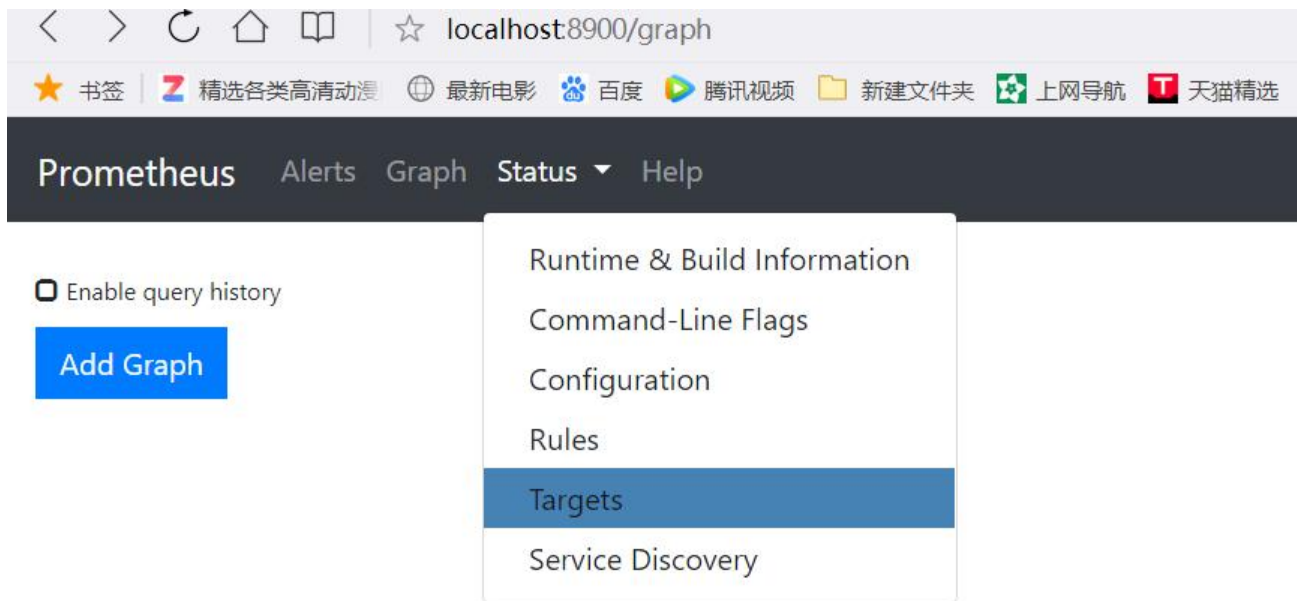 localhost:8900/graph
书签 精选各类高清动漫 最新电影 百度 腾讯视频 新建文件夹 上网导航 天猫精选
Prometheus Alerts Graph Status Help
Enable query history
Add Graph
Runtime & Build Information
Command-Line Flags
Configuration
Rules
Targets
Service Discovery